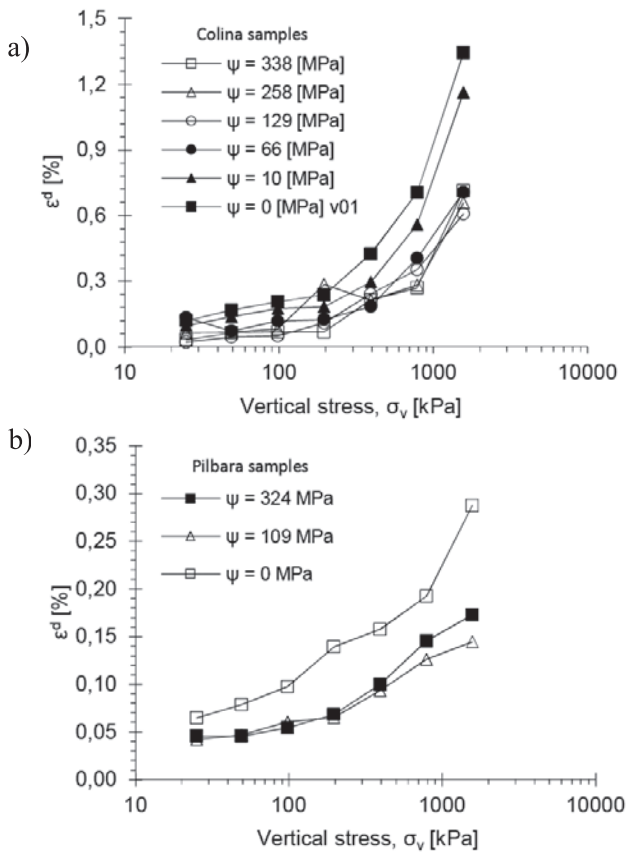 a)
Colina samples
ψ = 338 [MPa]
ψ = 258 [MPa]
ψ = 129 [MPa]
ψ = 66 [MPa]
ψ = 10 [MPa]
ψ = 0 [MPa] v01
1,5
1,2
0,9
0,6
0,3
0,0
εᵈ [%]
10
100
1000
10000
Vertical stress, σᵥ [kPa]
b)
Pilbara samples
ψ = 324 MPa
ψ = 109 MPa
ψ = 0 MPa
0,35
0,30
0,25
0,20
0,15
0,10
0,05
0,00
εᵈ [%]
10
100
1000
10000
Vertical stress, σᵥ [kPa]